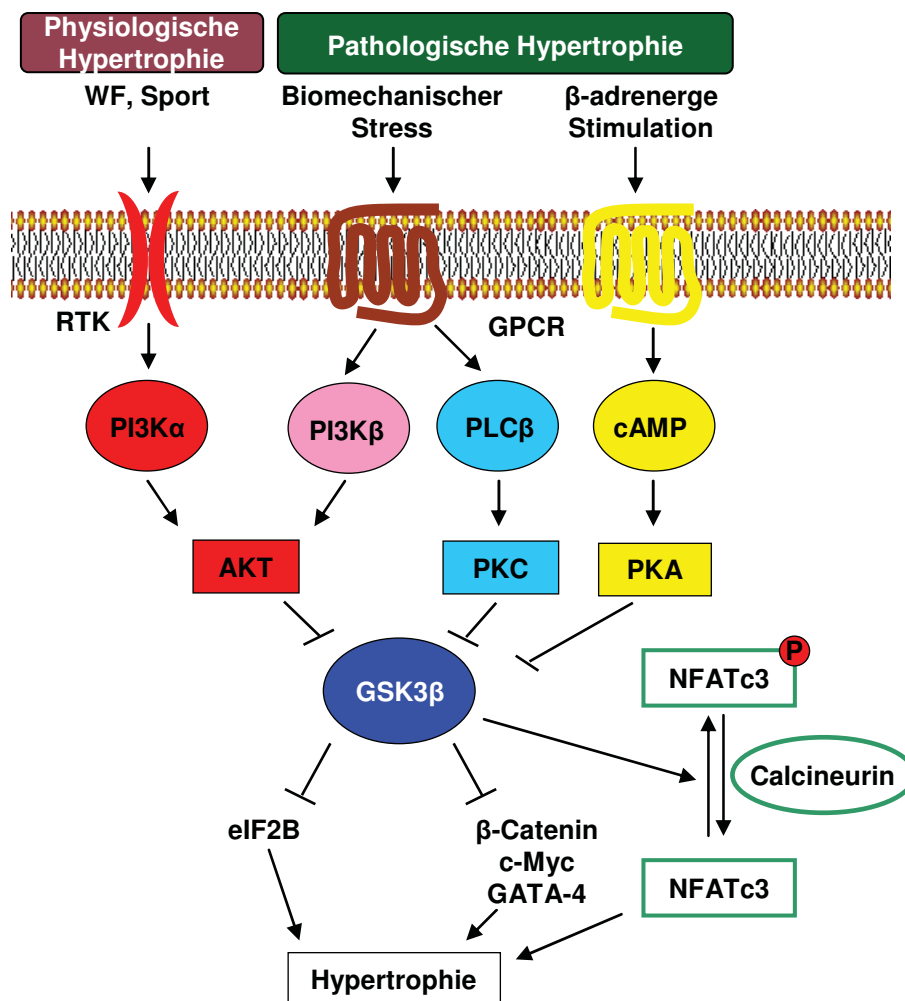 Physiologische
Hypertrophie
Pathologische Hypertrophie
WF, Sport
Biomechanischer
Stress
β-adrenerge
Stimulation
RTK
GPCR
PI3Kα
PI3Kβ
PLCβ
cAMP
AKT
PKC
PKA
GSK3β
NFATc3
P
Calcineurin
eIF2B
β-Catenin
c-Myc
GATA-4
NFATc3
Hypertrophie